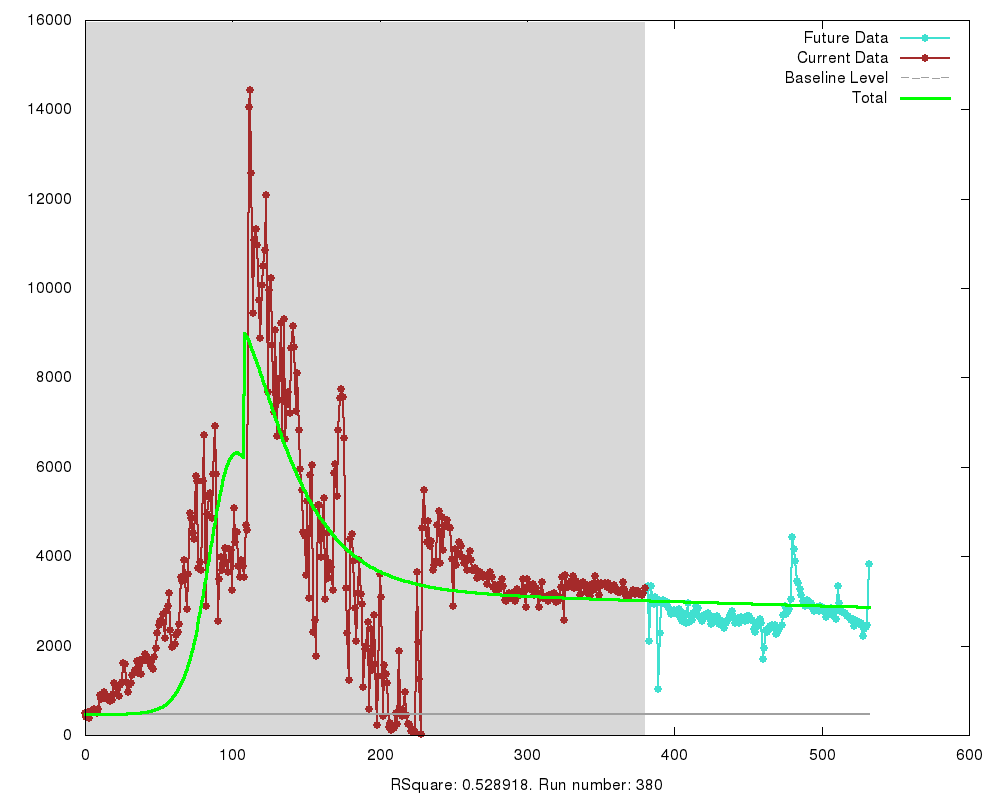 16000
14000
12000
10000
8000
6000
4000
2000
0
Future Data
Current Data
Baseline Level
Total
0 100 200 300 400 500 600
RSquare: 0.528918. Run number: 380